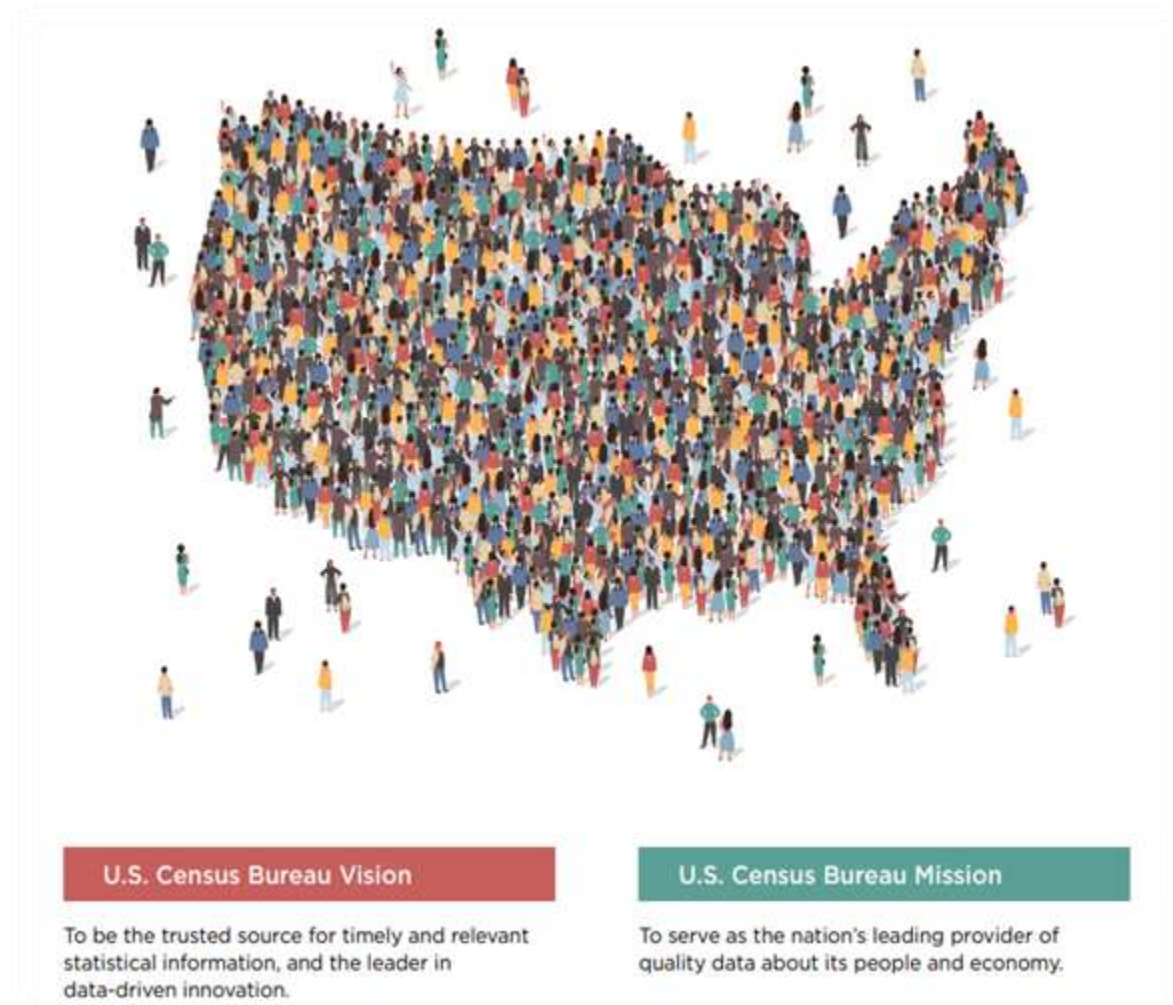 U.S. Census Bureau Vision
To be the trusted source for timely and relevant
statistical information, and the leader in
data-driven innovation.
U.S. Census Bureau Mission
To serve as the nation's leading provider of
quality data about its people and economy.